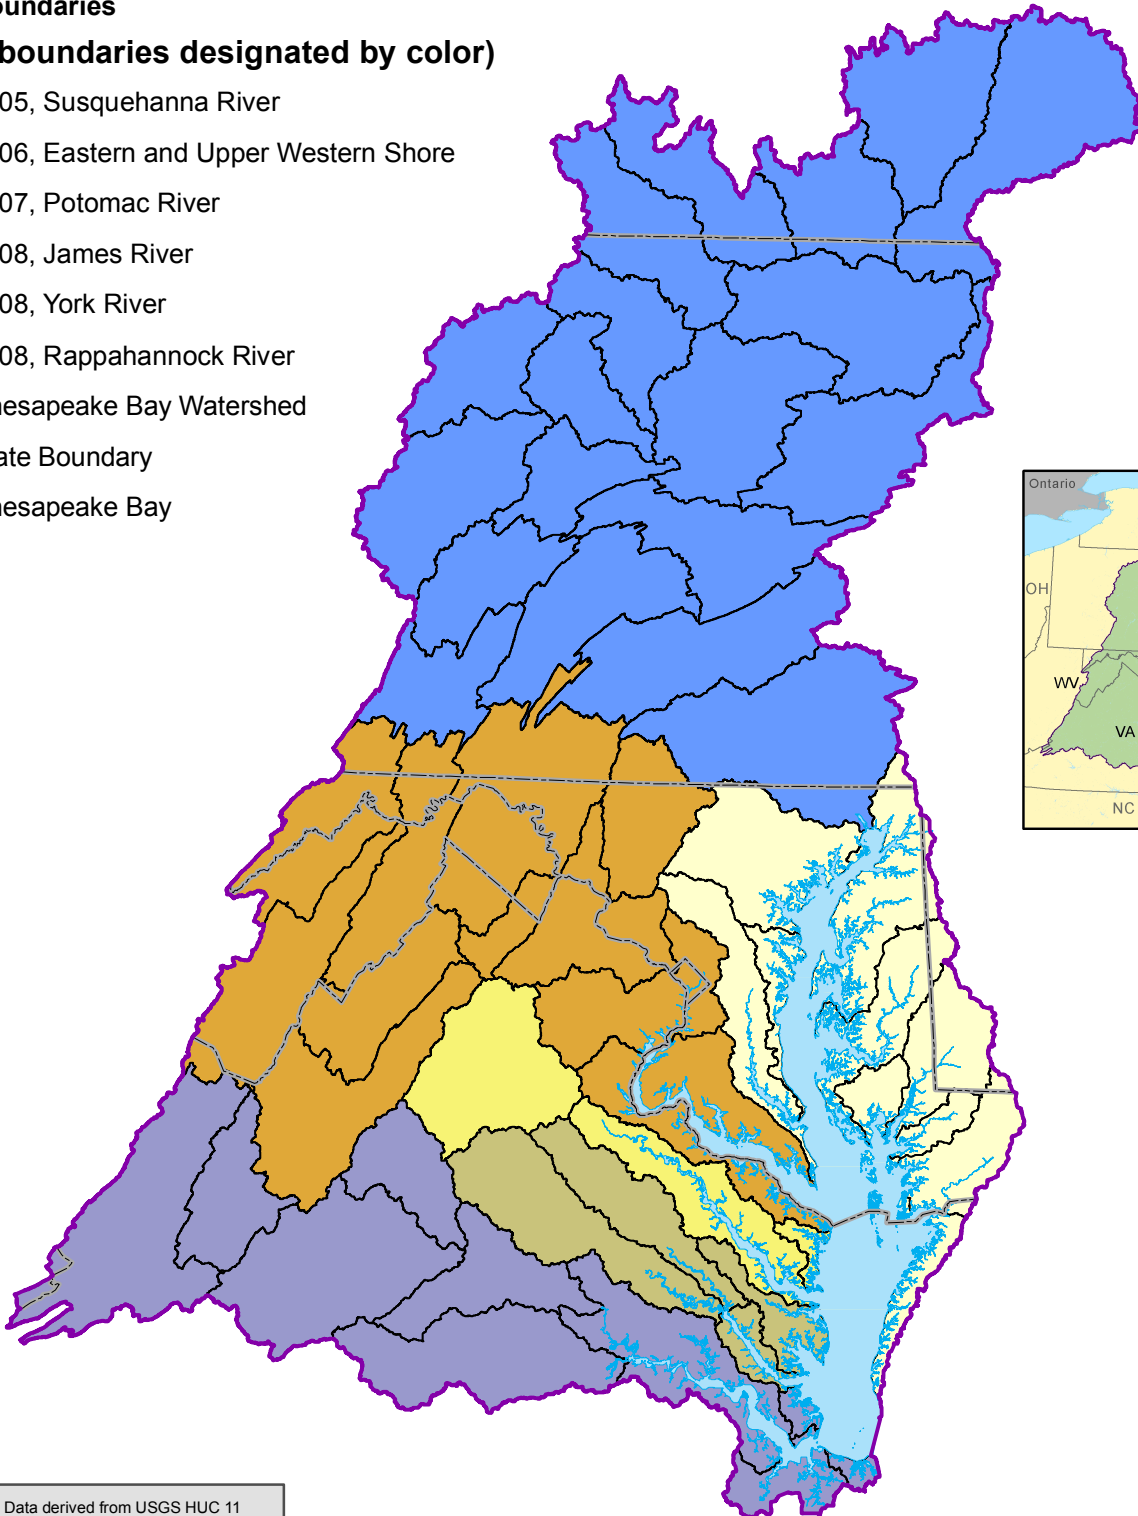 oundaries
boundaries designated by color)
05, Susquehanna River
06, Eastern and Upper Western Shore
07, Potomac River
08, James River
08, York River
08, Rappahannock River
hesapeake Bay Watershed
ate Boundary
hesapeake Bay
Ontario
OH
WV
VA
NC
Data derived from USGS HUC 11